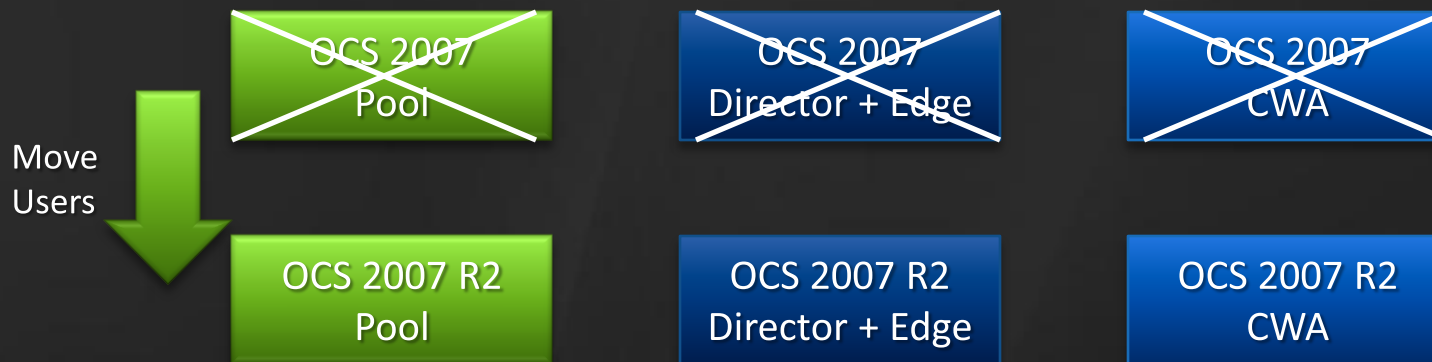 OCS 2007
Pool
OCS 2007
Director + Edge
OCS 2007
CWA
Move
Users
OCS 2007 R2
Pool
OCS 2007 R2
Director + Edge
OCS 2007 R2
CWA